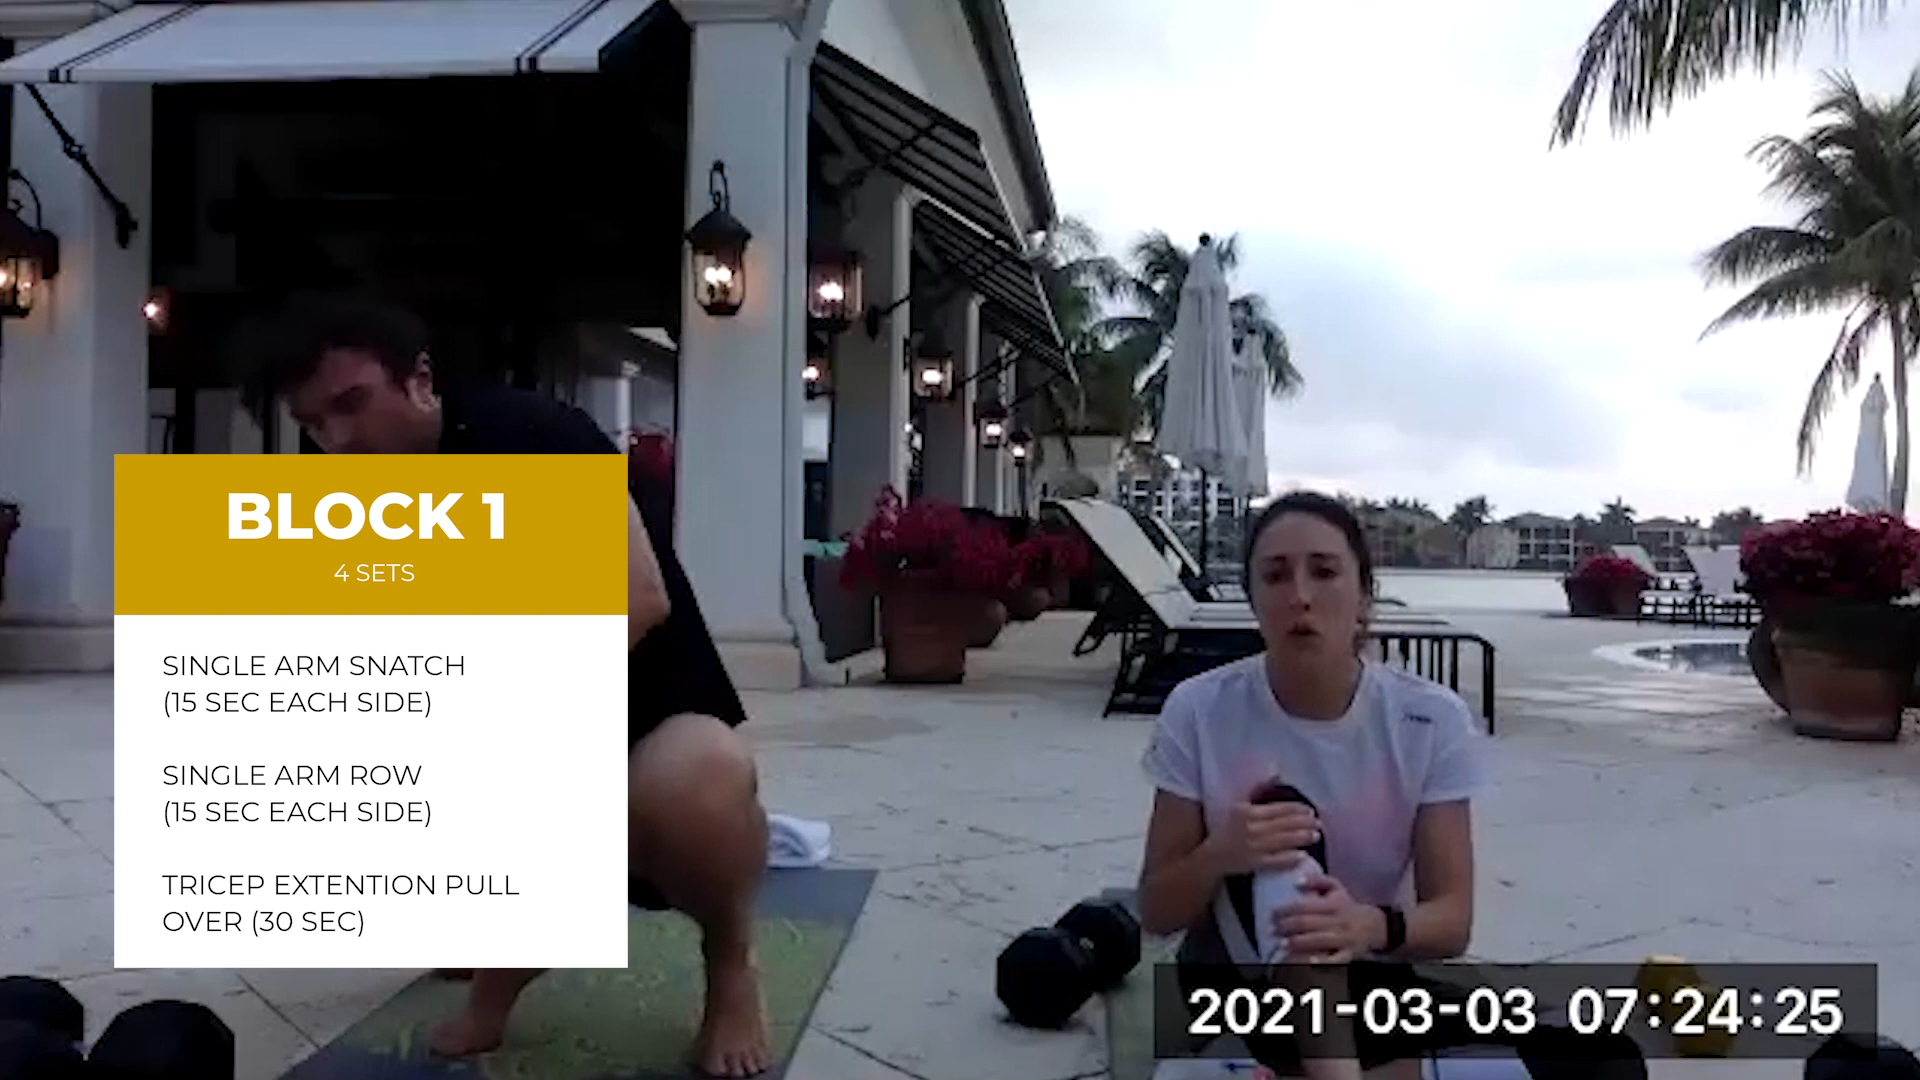 BLOCK 1
4 SETS
SINGLE ARM SNATCH
(15 SEC EACH SIDE)
SINGLE ARM ROW
(15 SEC EACH SIDE)
TRICEP EXTENTION PULL
OVER (30 SEC)
2021-03-03 07:24:25